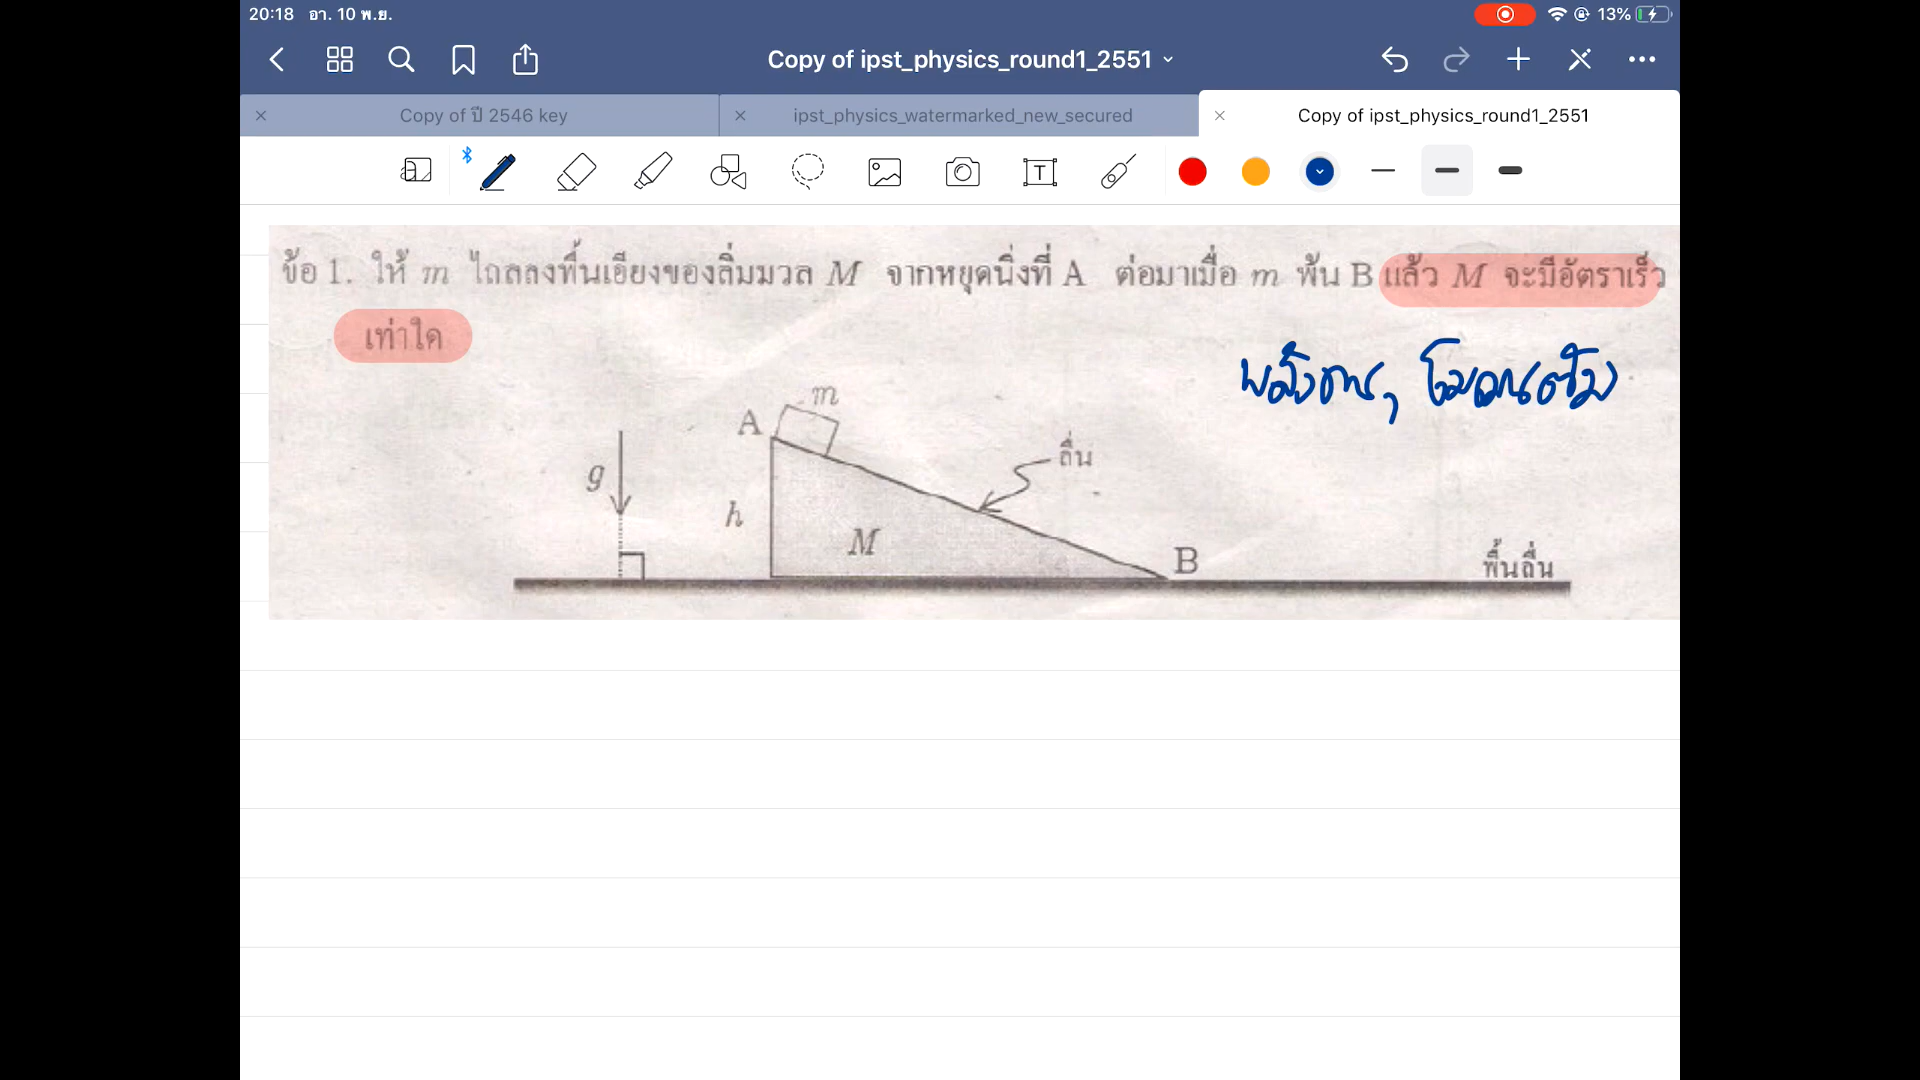 20:18 อา. 10 พ.ย.
13%
Copy of ipst_physics_round1_2551
Copy of ปี 2546 key
ipst_physics_watermarked_new_secured
Copy of ipst_physics_round1_2551
ข้อ 1. ให้ m ไถลลงพื้นเอียงของลิ่มมวล M จากหยุดนิ่งที่ A ต่อมาเมื่อ m พ้น B แล้ว M จะมีอัตราเร็ว
เท่าใด
พลังงาน, โมเมนตัม
m
A
ลื่น
g
h
M
B
พื้นลื่น